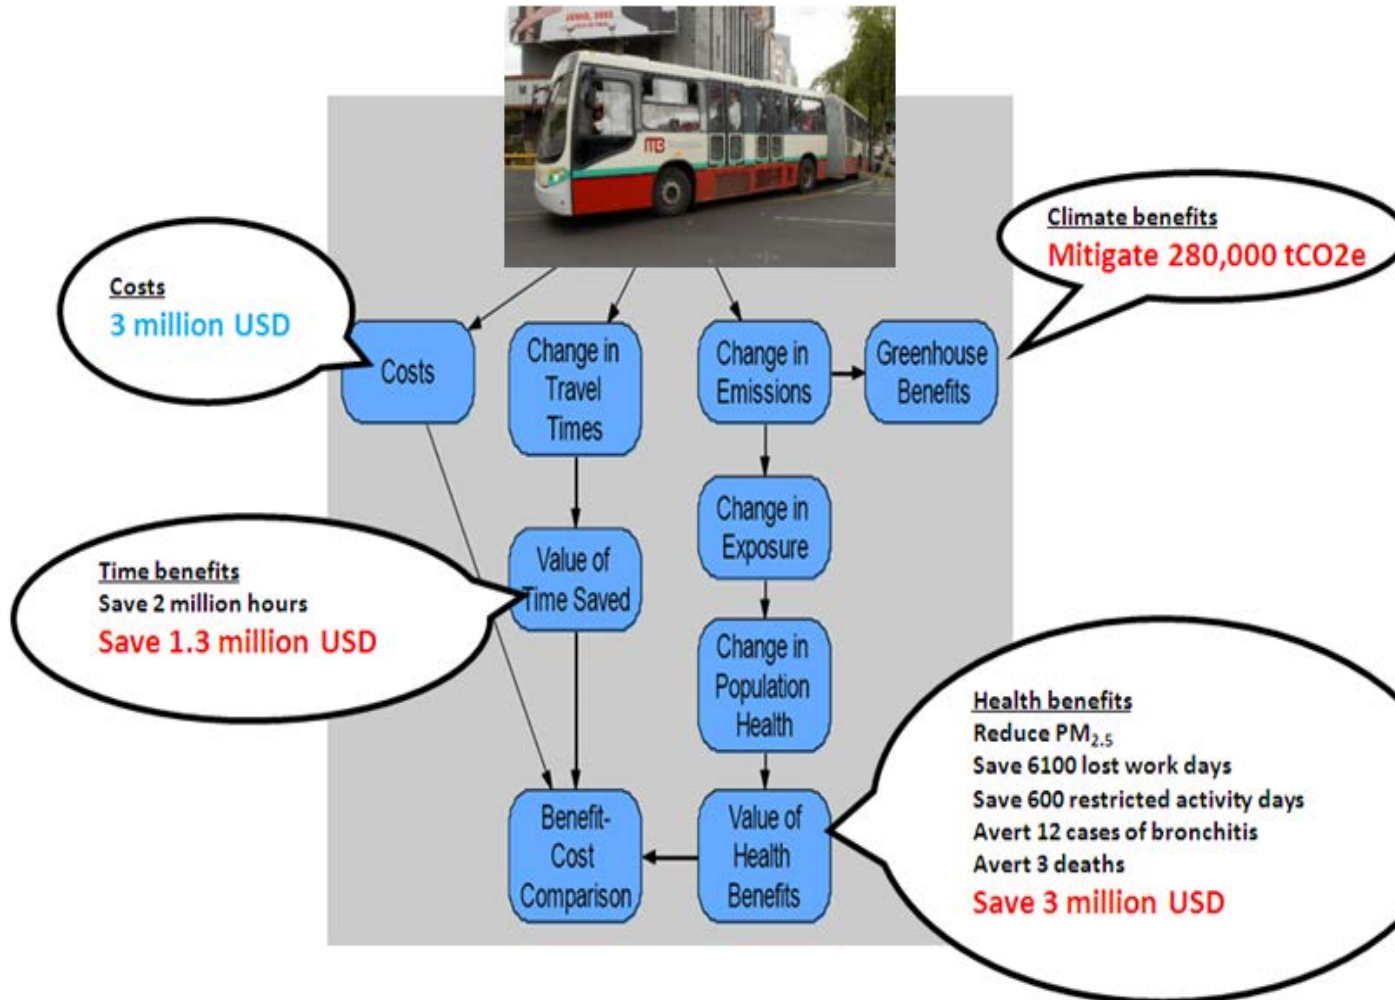 JUNIO, 2005
MB
Climate benefits
Mitigate 280,000 tCO2e
Costs
3 million USD
Costs
Change in
Travel
Times
Change in
Emissions
Greenhouse
Benefits
Change in
Exposure
Time benefits
Save 2 million hours
Save 1.3 million USD
Value of
Time Saved
Change in
Population
Health
Health benefits
Reduce PM2.5
Save 6100 lost work days
Save 600 restricted activity days
Avert 12 cases of bronchitis
Avert 3 deaths
Save 3 million USD
Benefit-
Cost
Comparison
Value of
Health
Benefits